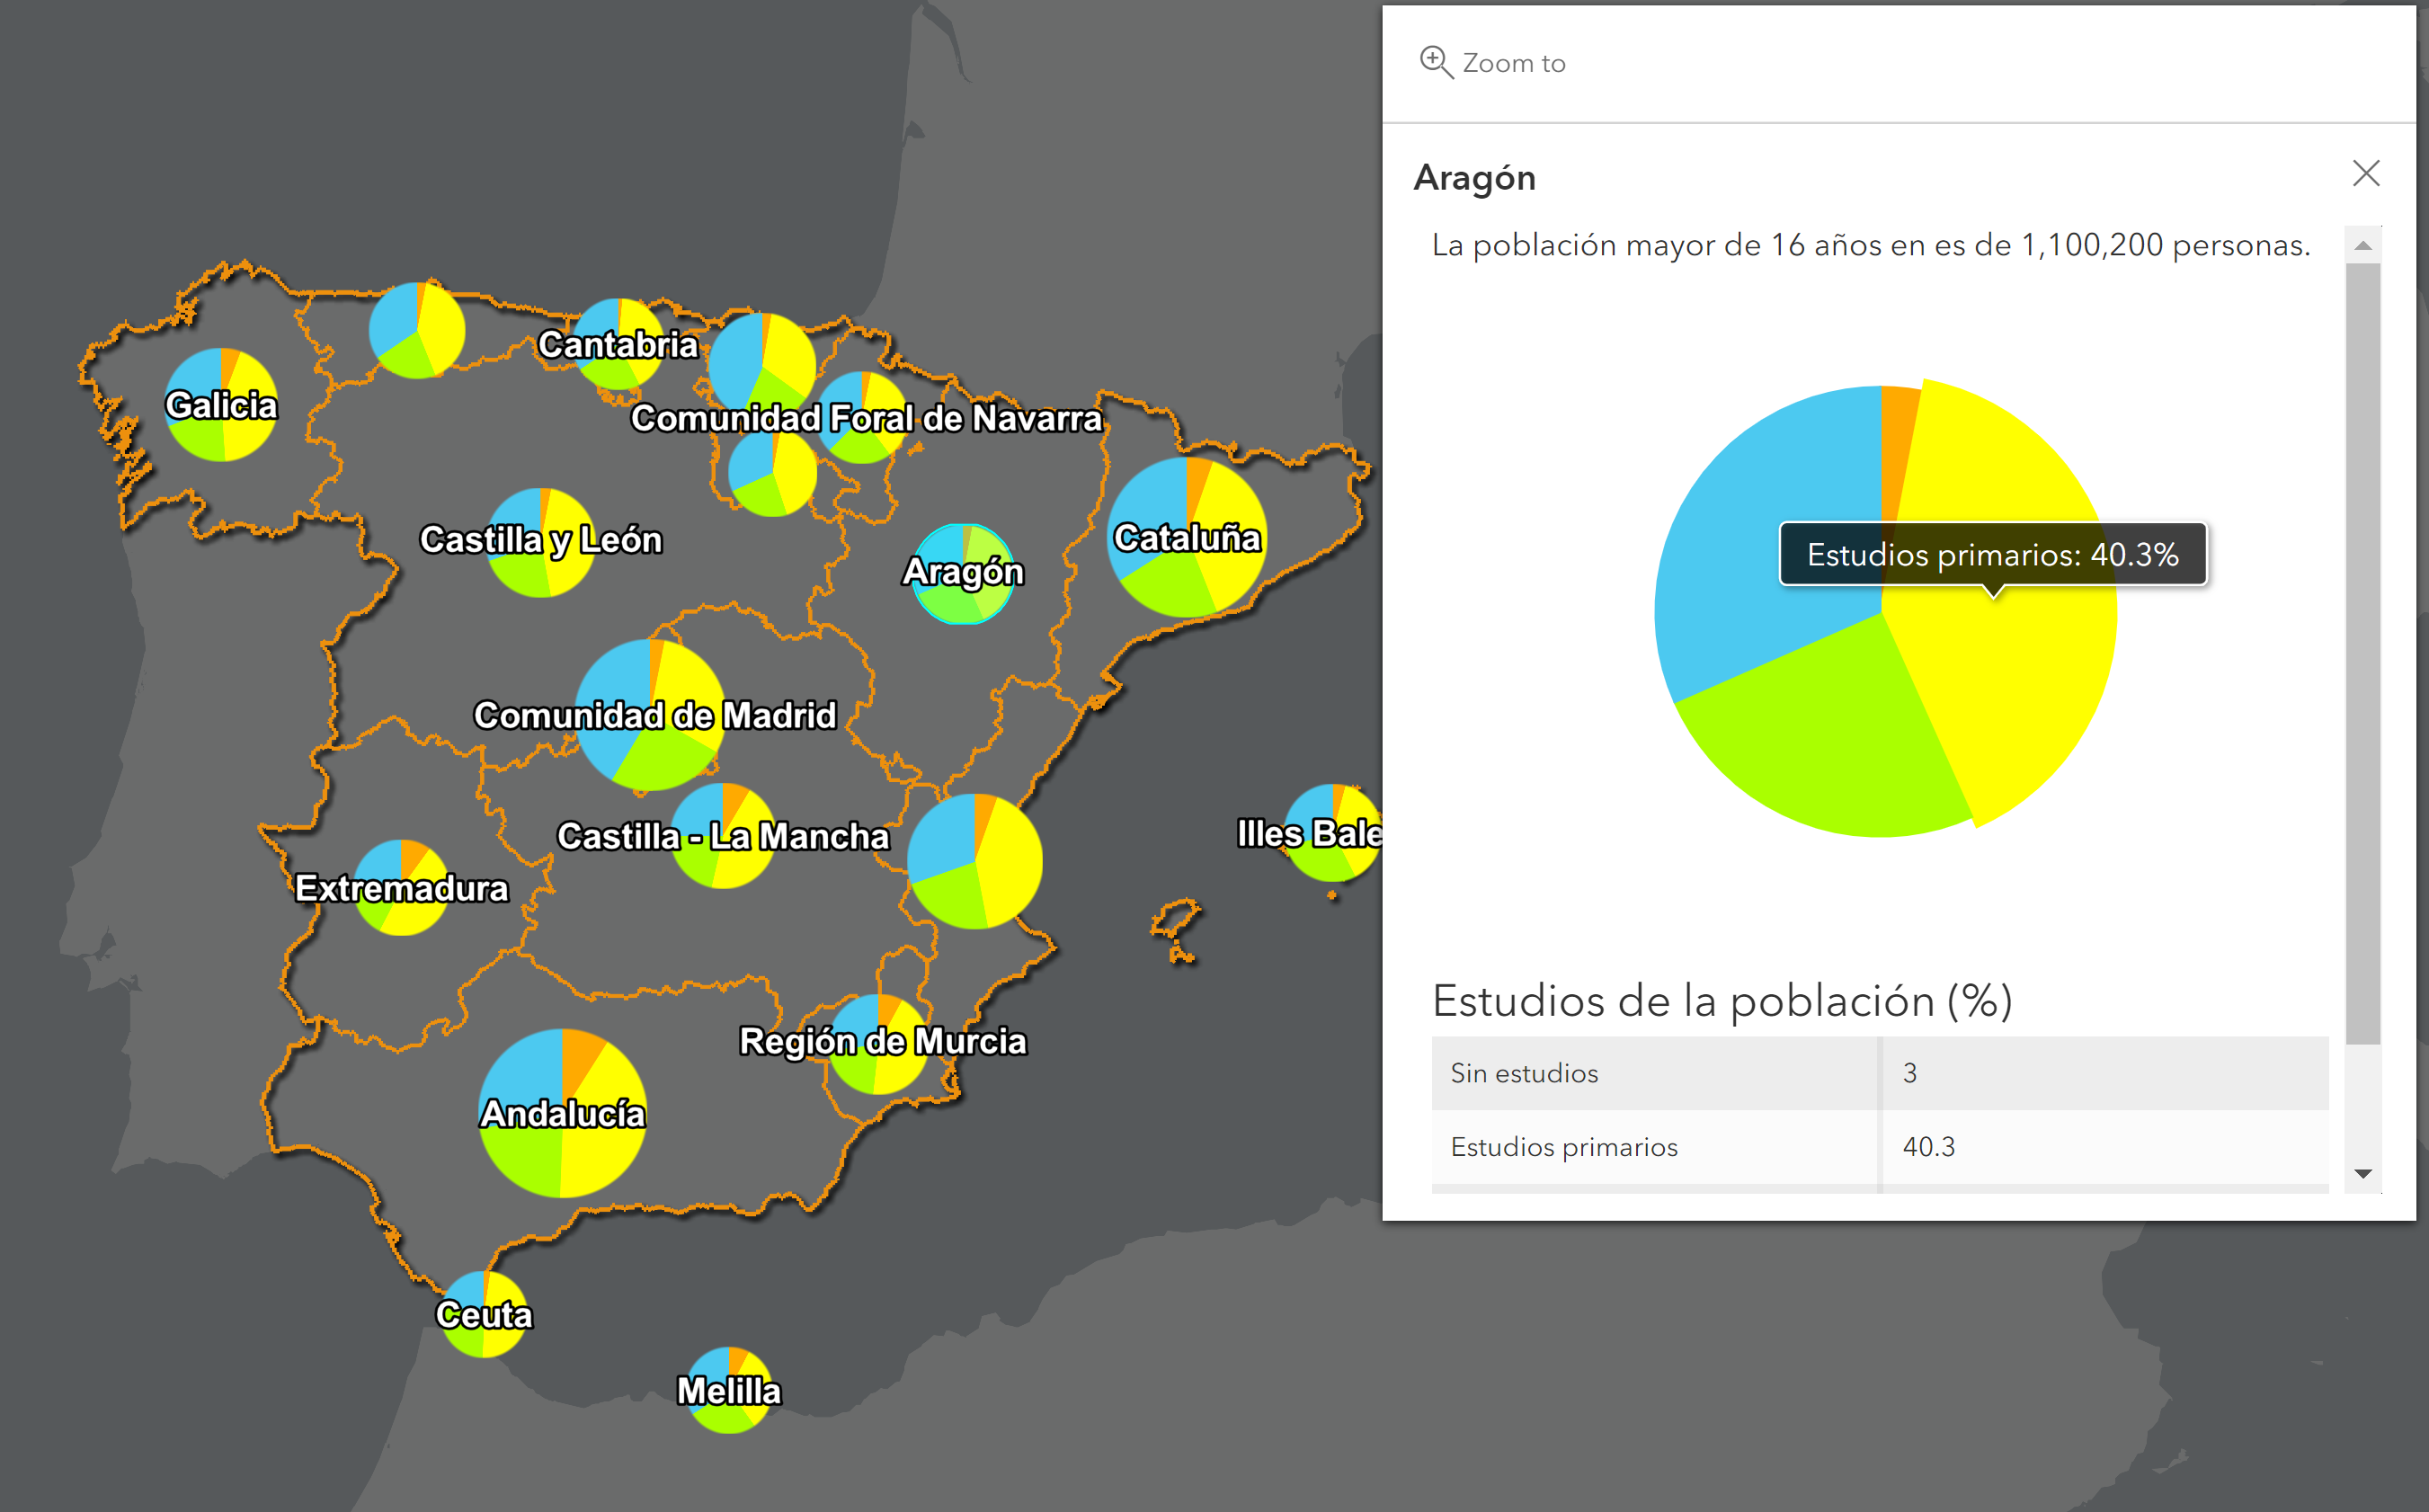 Zoom to
Aragón
La población mayor de 16 años en es de 1,100,200 personas.
Estudios primarios: 40.3%
Estudios de la población (%)
Sin estudios 3
Estudios primarios 40.3
Cantabria
Galicia
Comunidad Foral de Navarra
Castilla y León
Cataluña
Aragón
Comunidad de Madrid
Castilla - La Mancha
Illes Bale
Extremadura
Región de Murcia
Andalucía
Ceuta
Melilla